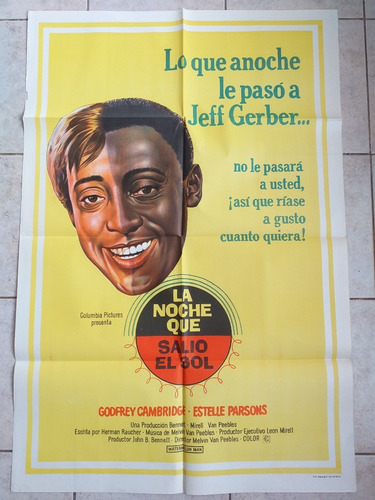 Lo que anoche
le pasó a
Jeff Gerber...
no le pasará
a usted,
¡así que ríase
a gusto
cuanto quiera!
Columbia Pictures
presenta
LA
NOCHE
QUE
SALIO
EL SOL
GODFREY CAMBRIDGE - ESTELLE PARSONS
Una Producción Bennett - Mirell - Van Peebles
Escrita por Herman Raucher - Música de Melvin Van Peebles - Productor Ejecutivo Leon Mirell
Productor John B. Bennett - Director Melvin Van Peebles - COLOR
WATERMELON MAN